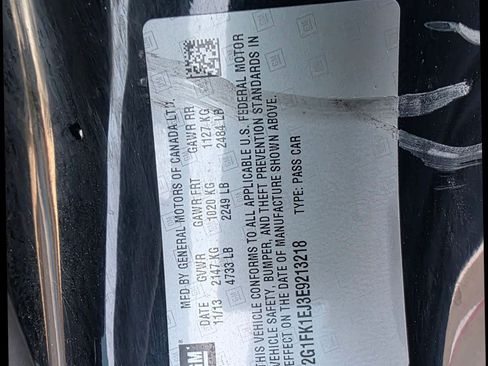 GM
MFD BY GENERAL MOTORS OF CANADA LTD.
DATE GVWR GAWR FRT GAWR RR
11/13 2147 KG 1020 KG 1127 KG
4733 LB 2249 LB 2484 LB
THIS VEHICLE CONFORMS TO ALL APPLICABLE U.S. FEDERAL MOTOR
VEHICLE SAFETY, BUMPER, AND THEFT PREVENTION STANDARDS IN
EFFECT ON THE DATE OF MANUFACTURE SHOWN ABOVE.
2G1FK1EJ3E9213218 TYPE: PASS CAR